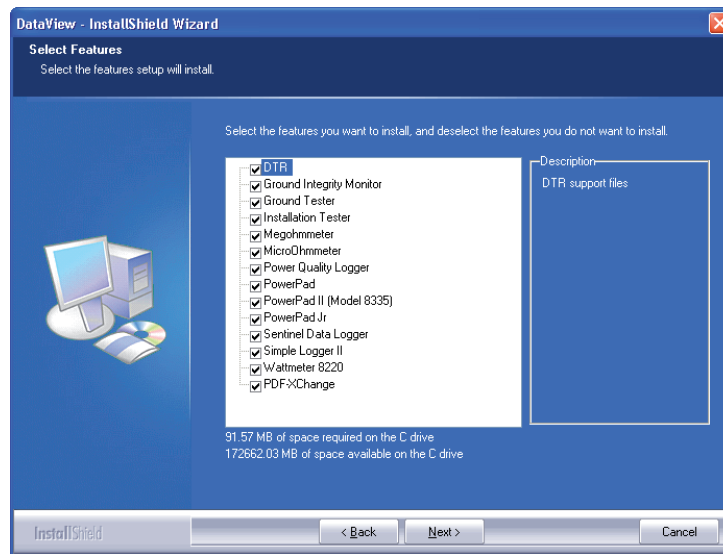 DataView - InstallShield Wizard
Select Features
Select the features setup will install.
Select the features you want to install, and deselect the features you do not want to install.
DTR
Ground Integrity Monitor
Ground Tester
Installation Tester
Megohmmeter
MicroOhmmeter
Power Quality Logger
PowerPad
PowerPad II (Model 8335)
PowerPad Jr
Sentinel Data Logger
Simple Logger II
Wattmeter 8220
PDF-XChange
Description
DTR support files
91.57 MB of space required on the C drive
172662.03 MB of space available on the C drive
InstallShield
< Back
Next >
Cancel